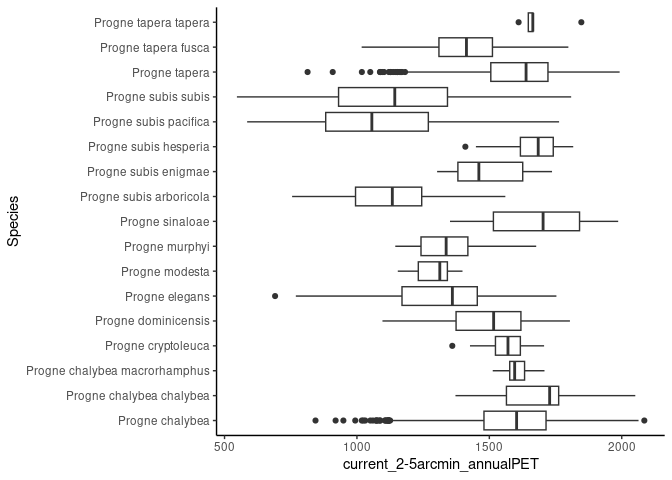 Progne tapera tapera
Progne tapera fusca
Progne tapera
Progne subis subis
Progne subis pacifica
Progne subis hesperia
Progne subis enigmae
Progne subis arboricola
Progne sinaloae
Progne murphyi
Progne modesta
Progne elegans
Progne dominicensis
Progne cryptoleuca
Progne chalybea macrorhamphus
Progne chalybea chalybea
Progne chalybea
Species
500 1000 1500 2000
current_2-5arcmin_annualPET